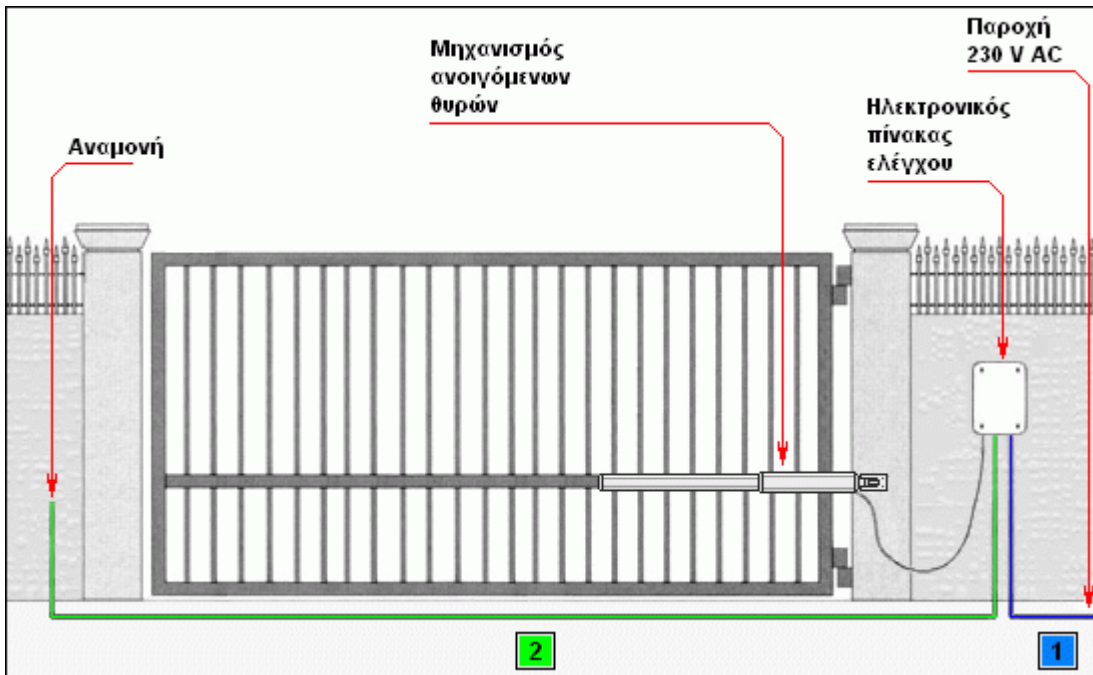 Παροχή
230 V AC
Μηχανισμός
ανοιγόμενων
θυρών
Ηλεκτρονικός
πίνακας
ελέγχου
Αναμονή
2
1